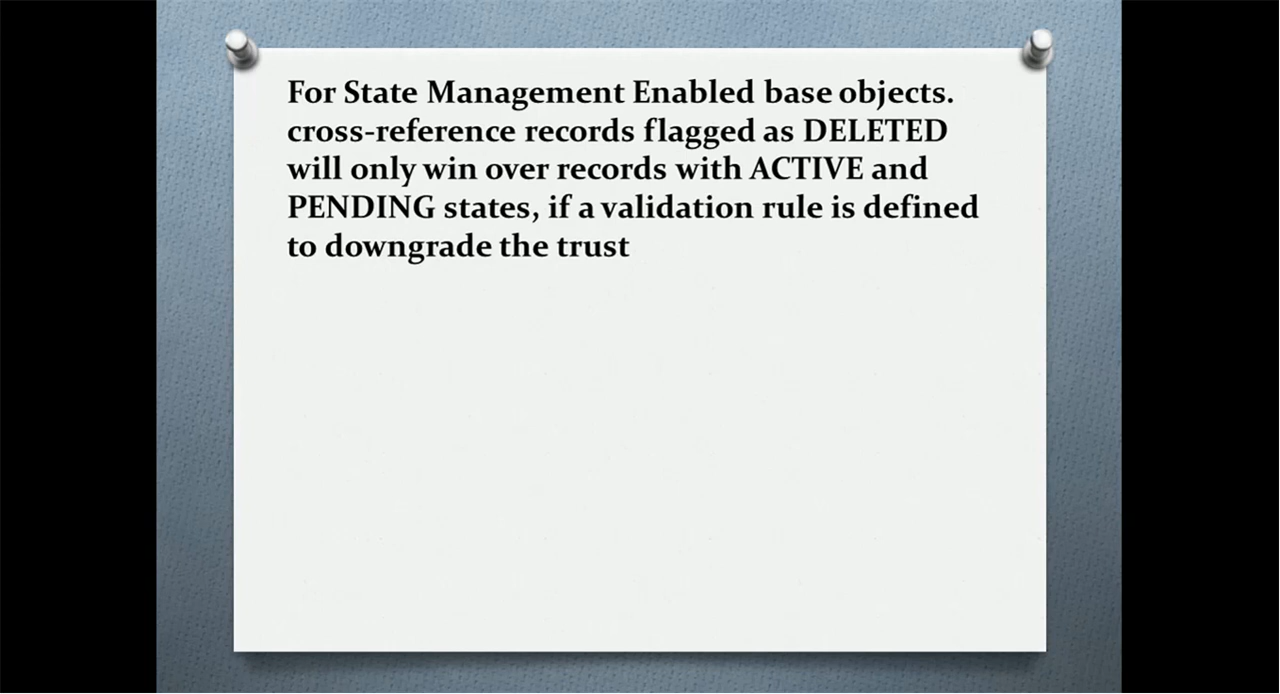 For State Management Enabled base objects.
cross-reference records flagged as DELETED
will only win over records with ACTIVE and
PENDING states, if a validation rule is defined
to downgrade the trust